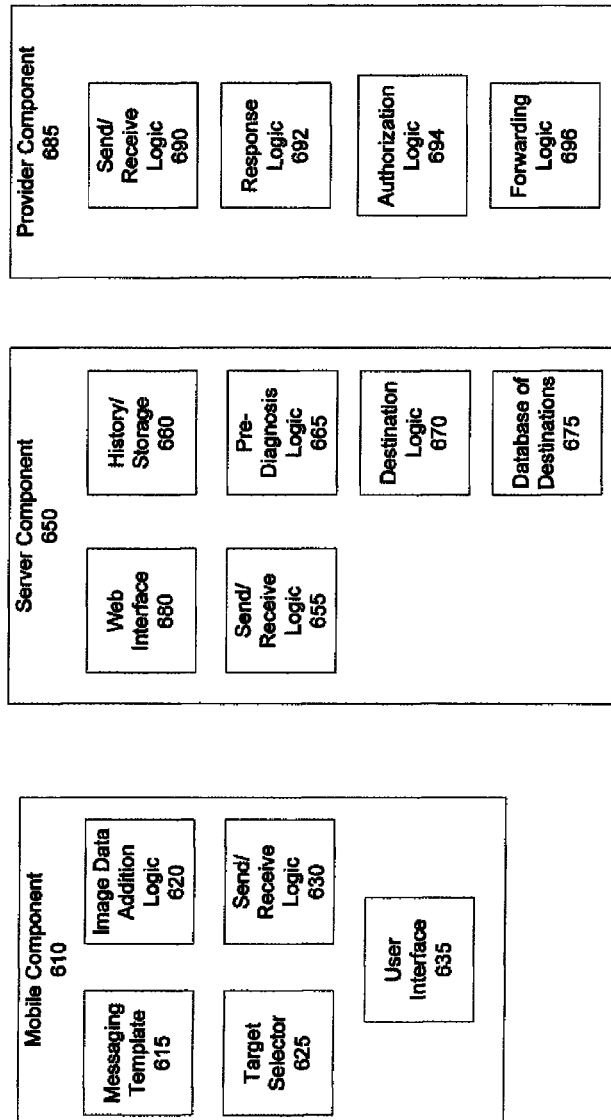 Mobile Component
610
Messaging
Template
615
Image Data
Addition
Logic
620
Target
Selector
625
Send/
Receive
Logic
630
User
Interface
635
Server Component
650
Web
Interface
680
History/
Storage
660
Send/
Receive
Logic
655
Pre-
Diagnosis
Logic
665
Destination
Logic
670
Database of
Destinations
675
Provider Component
685
Send/
Receive
Logic
690
Response
Logic
692
Authorization
Logic
694
Forwarding
Logic
696